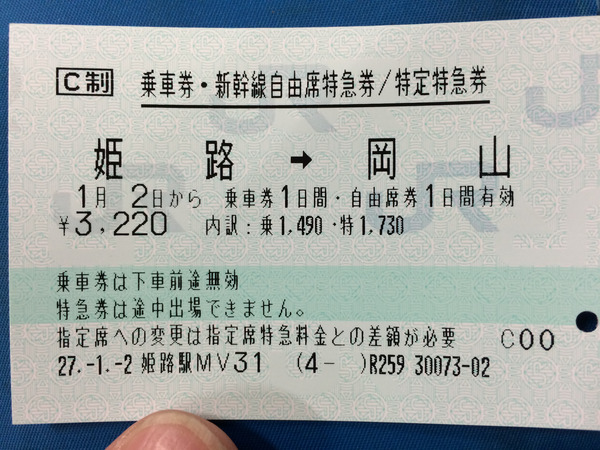 C制 乗車券・新幹線自由席特急券/特定特急券
姫路 → 岡山
1月 2日から 乗車券1日間・自由席券1日間有効
¥3,220 内訳:乗1,490・特1,730
乗車券は下車前途無効
特急券は途中出場できません。
指定席への変更は指定席特急料金との差額が必要 C00
27.-1.-2 姫路駅MV31 (4- )R259 30073-02